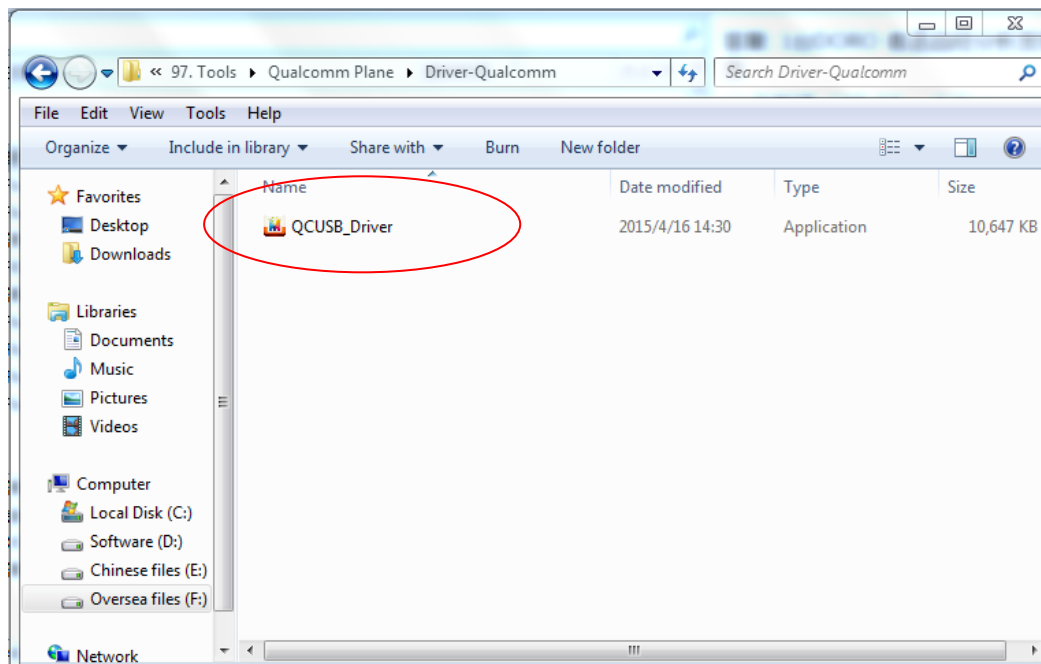 « 97. Tools ▸ Qualcomm Plane ▸ Driver-Qualcomm
Search Driver-Qualcomm
File Edit View Tools Help
Organize Include in library Share with Burn New folder
Name Date modified Type Size
QCUSB_Driver 2015/4/16 14:30 Application 10,647 KB
Favorites
Desktop
Downloads
Libraries
Documents
Music
Pictures
Videos
Computer
Local Disk (C:)
Software (D:)
Chinese files (E:)
Oversea files (F:)
Network